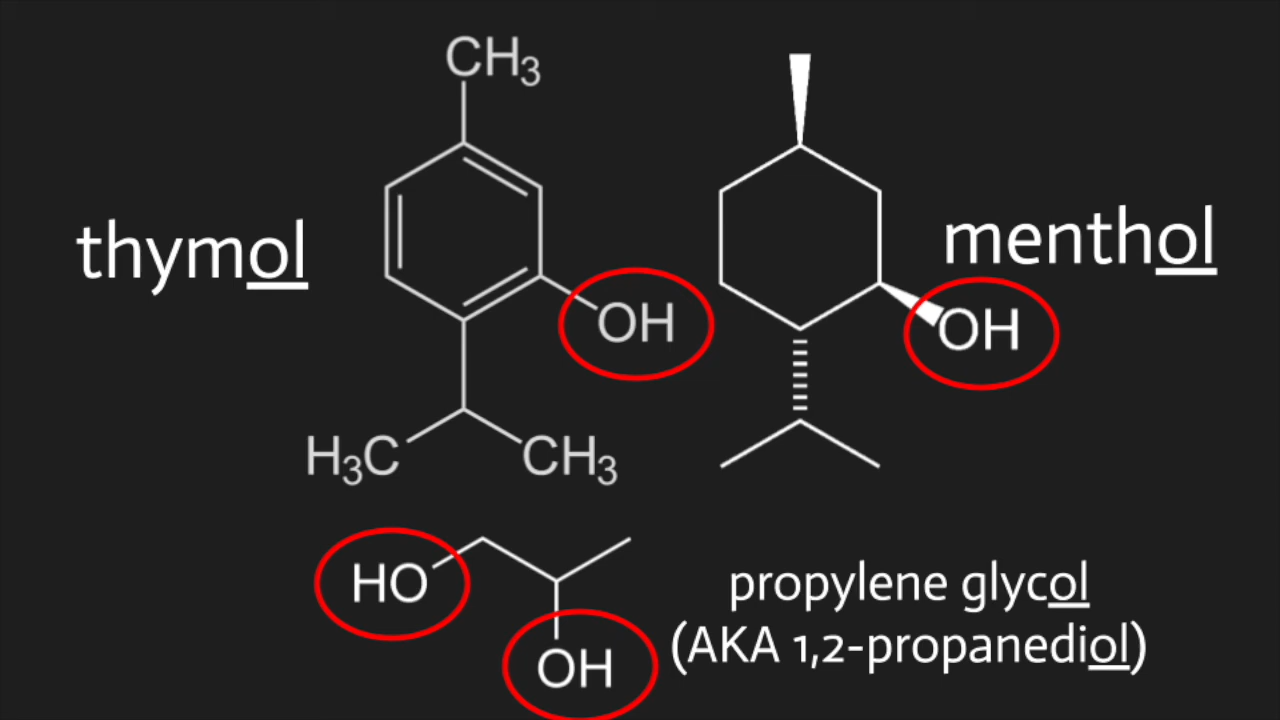 CH₃
thymol
menthol
OH
OH
H₃C
CH₃
HO
propylene glycol
OH
(AKA 1,2-propanediol)